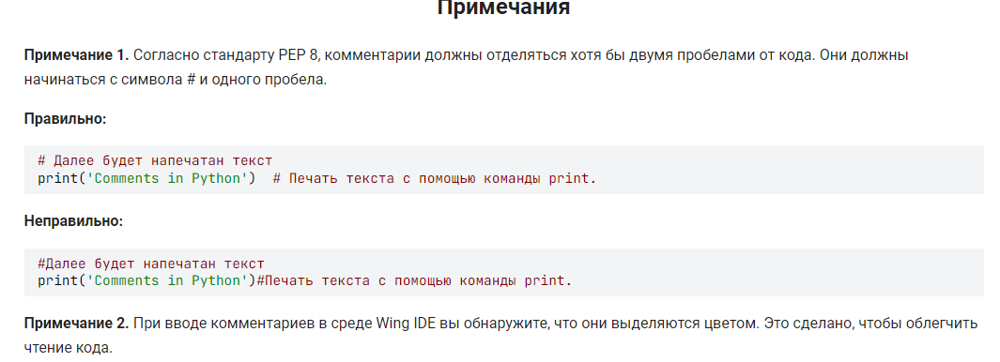 Примечания
Примечание 1. Согласно стандарту PEP 8, комментарии должны отделяться хотя бы двумя пробелами от кода. Они должны
начинаться с символа # и одного пробела.
Правильно:
# Далее будет напечатан текст
print('Comments in Python')  # Печать текста с помощью команды print.
Неправильно:
#Далее будет напечатан текст
print('Comments in Python')#Печать текста с помощью команды print.
Примечание 2. При вводе комментариев в среде Wing IDE вы обнаружите, что они выделяются цветом. Это сделано, чтобы облегчить
чтение кода.